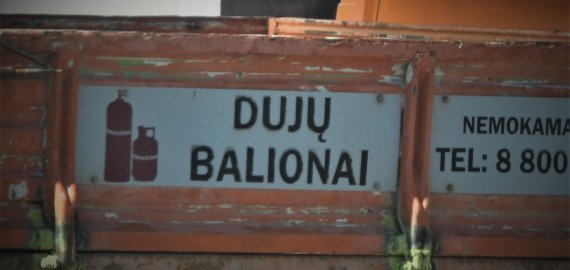 DUJŲ
BALIONAI
NEMOKAMA
TEL: 8 800